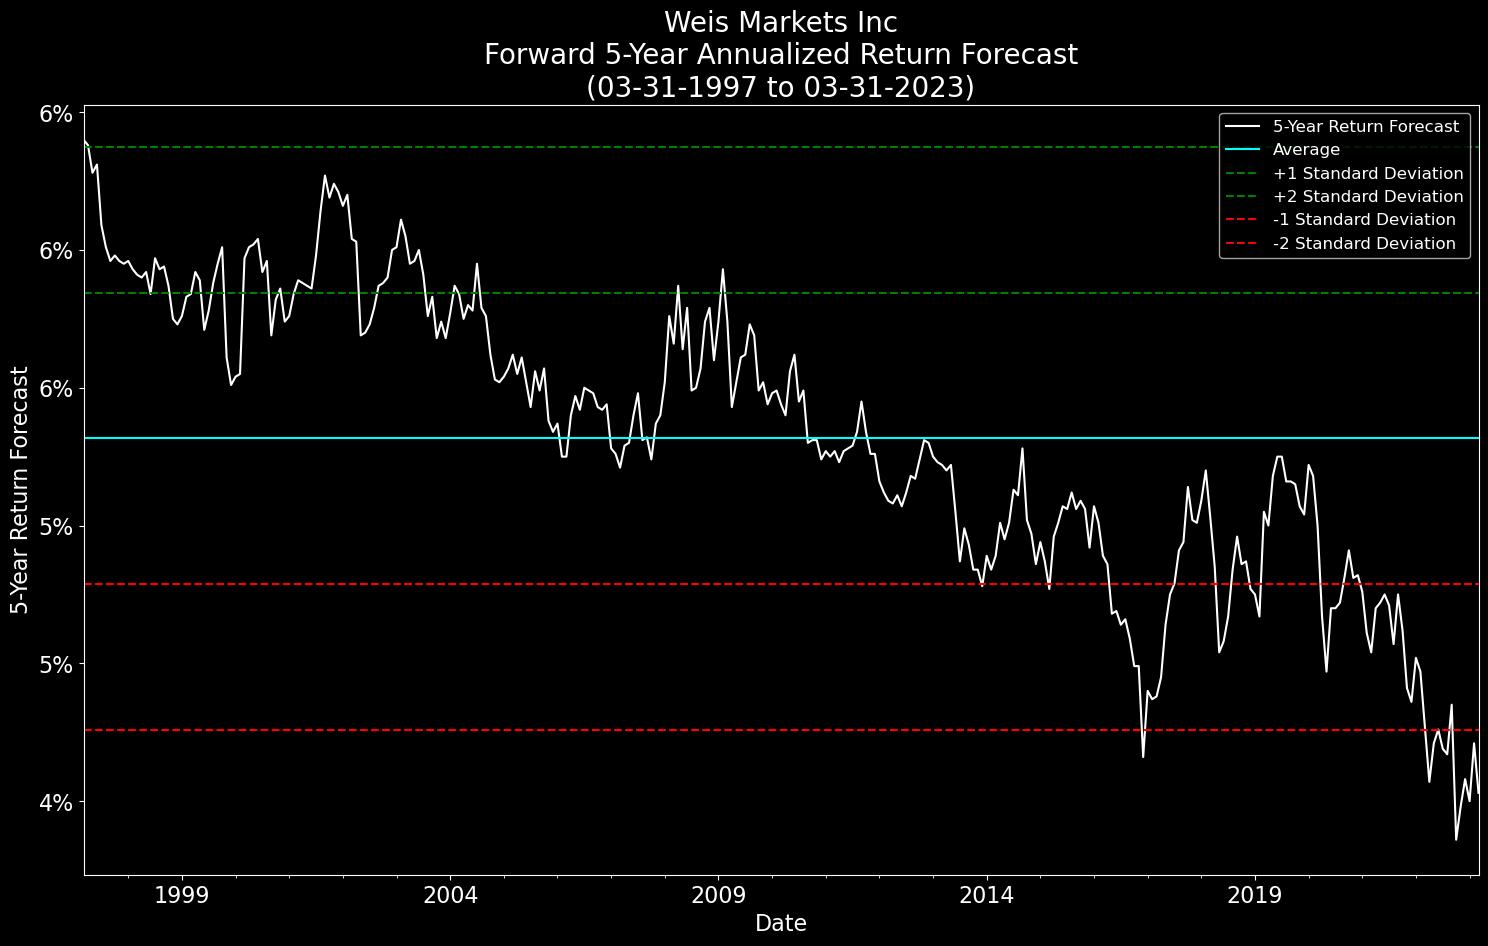 Weis Markets Inc
Forward 5-Year Annualized Return Forecast
(03-31-1997 to 03-31-2023)
6%
6%
6%
5%
5%
4%
5-Year Return Forecast
5-Year Return Forecast
Average
+1 Standard Deviation
+2 Standard Deviation
-1 Standard Deviation
-2 Standard Deviation
1999
2004
2009
2014
2019
Date